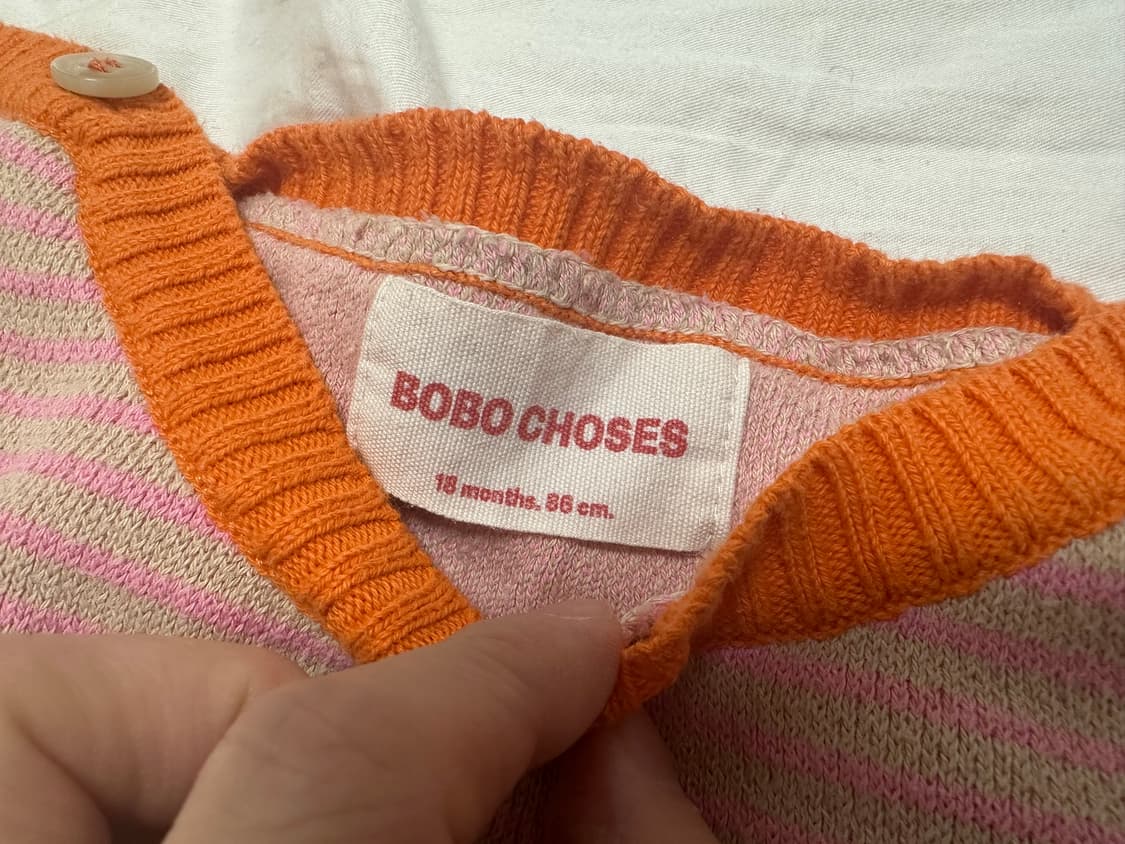 BOBO CHOSES
18 months. 86 cm.